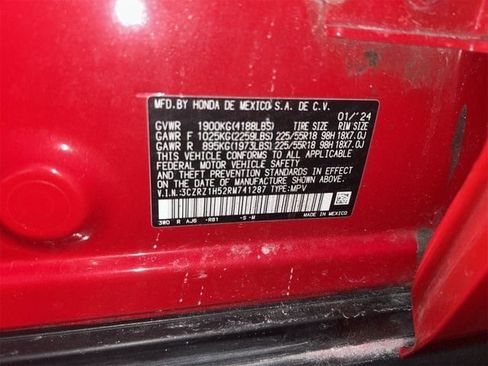 MFD.BY HONDA DE MEXICO S.A. DE C.V. 01/'24
GVWR 1900KG(4188LBS) TIRE SIZE RIM SIZE
GAWR F 1025KG(2259LBS) 225/55R18 98H 18X7.0J
GAWR R 895KG(1973LBS) 225/55R18 98H 18X7.0J
THIS VEHICLE CONFORMS TO ALL APPLICABLE
FEDERAL MOTOR VEHICLE SAFETY
AND THEFT PREVENTION STANDARDS IN EFFECT
ON THE DATE OF MANUFACTURE SHOWN ABOVE.
V.I.N.:3CZRZ1H52RM741287 TYPE:MPV
3W0 R AJ6 -R81 -S -M MADE IN MEXICO